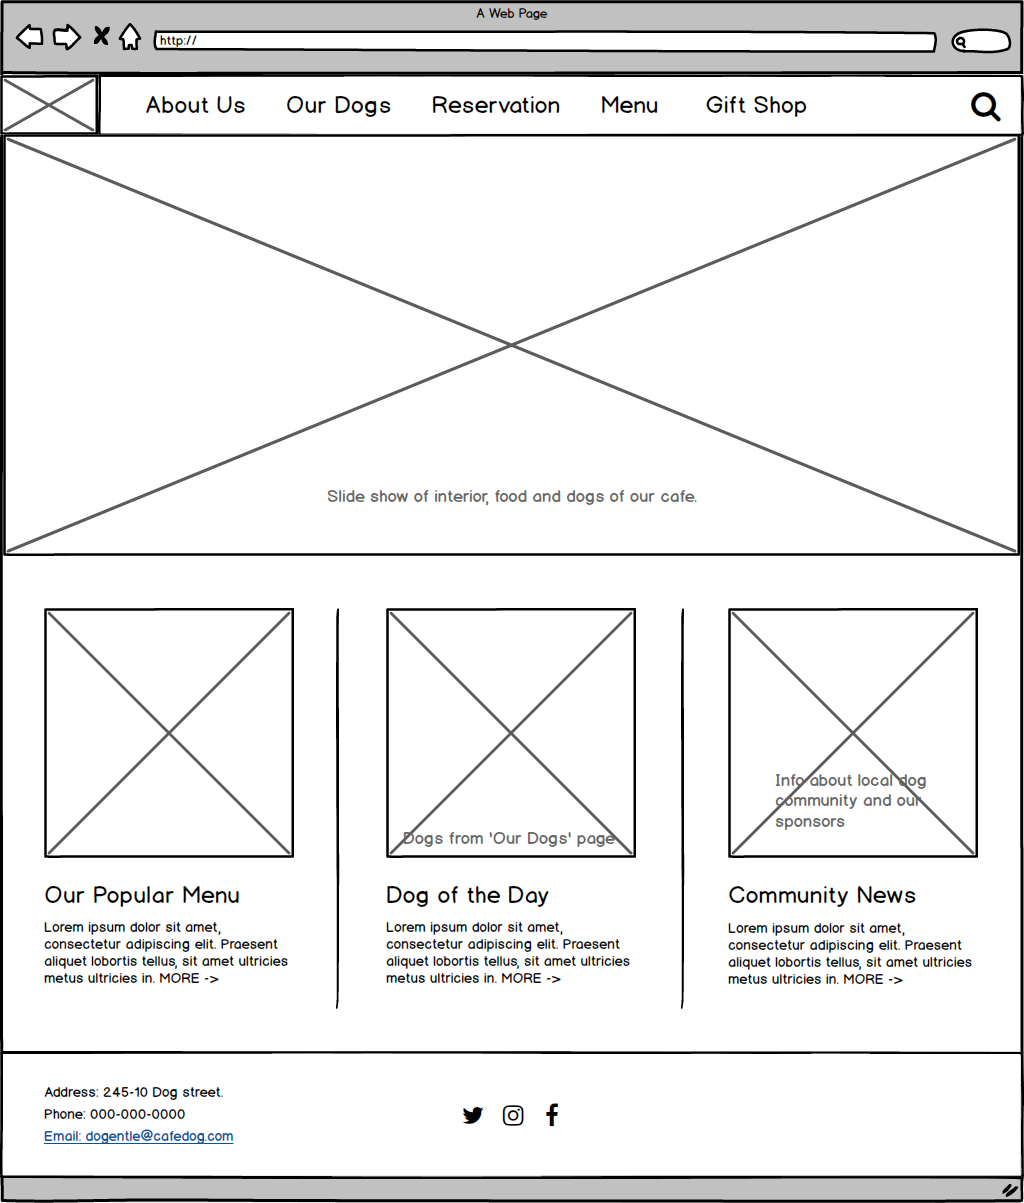 A Web Page
http://
About Us Our Dogs Reservation Menu Gift Shop
Slide show of interior, food and dogs of our cafe.
Dogs from 'Our Dogs' page
Info about local dog
community and our
sponsors
Our Popular Menu
Lorem ipsum dolor sit amet,
consectetur adipiscing elit. Praesent
aliquet lobortis tellus, sit amet ultricies
metus ultricies in. MORE ->
Dog of the Day
Lorem ipsum dolor sit amet,
consectetur adipiscing elit. Praesent
aliquet lobortis tellus, sit amet ultricies
metus ultricies in. MORE ->
Community News
Lorem ipsum dolor sit amet,
consectetur adipiscing elit. Praesent
aliquet lobortis tellus, sit amet ultricies
metus ultricies in. MORE ->
Address: 245-10 Dog street.
Phone: 000-000-0000
Email: dogentle@cafedog.com